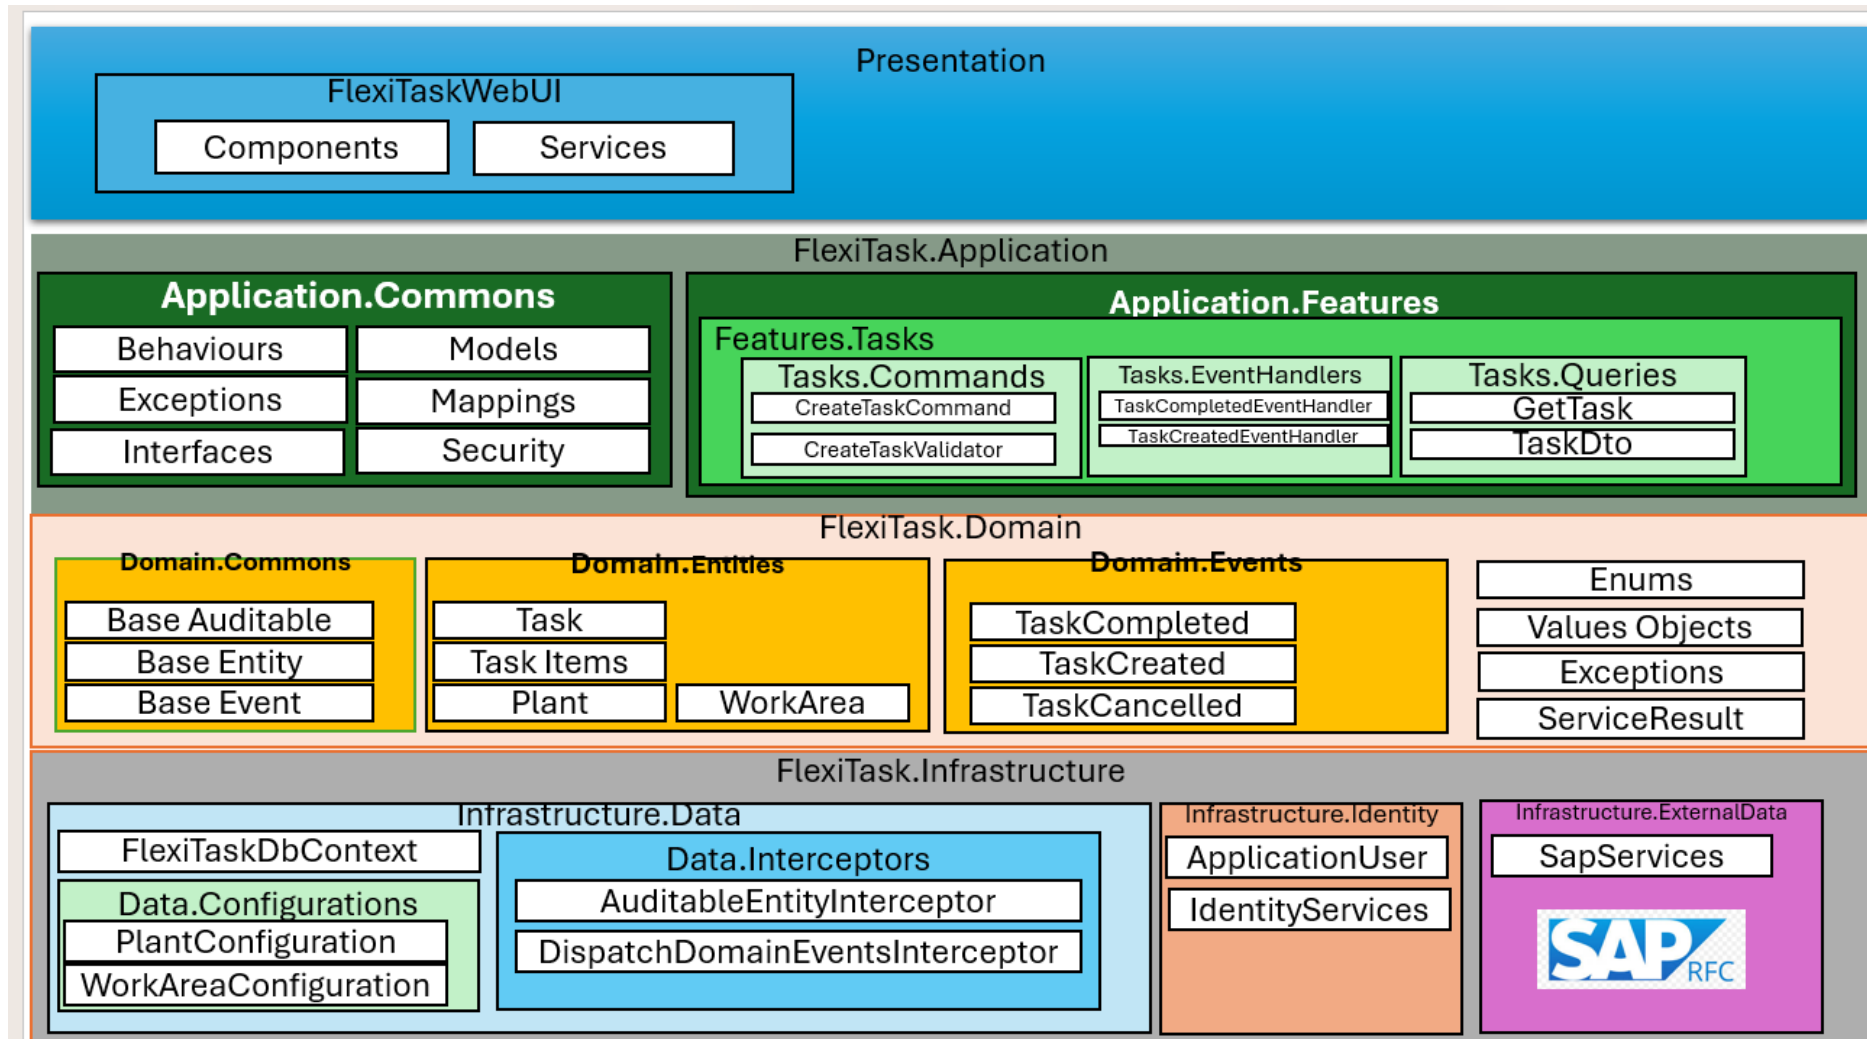 Presentation
FlexiTaskWebUI
Components
Services
FlexiTask.Application
Application.Commons
Behaviours
Models
Exceptions
Mappings
Interfaces
Security
Application.Features
Features.Tasks
Tasks.Commands
CreateTaskCommand
CreateTaskValidator
Tasks.EventHandlers
TaskCompletedEventHandler
TaskCreatedEventHandler
Tasks.Queries
GetTask
TaskDto
FlexiTask.Domain
Domain.Commons
Base Auditable
Base Entity
Base Event
Domain.Entities
Task
Task Items
Plant
WorkArea
Domain.Events
TaskCompleted
TaskCreated
TaskCancelled
Enums
Values Objects
Exceptions
ServiceResult
FlexiTask.Infrastructure
Infrastructure.Data
FlexiTaskDbContext
Data.Configurations
PlantConfiguration
WorkAreaConfiguration
Data.Interceptors
AuditableEntityInterceptor
DispatchDomainEventsInterceptor
Infrastructure.Identity
ApplicationUser
IdentityServices
Infrastructure.ExternalData
SapServices
SAP RFC